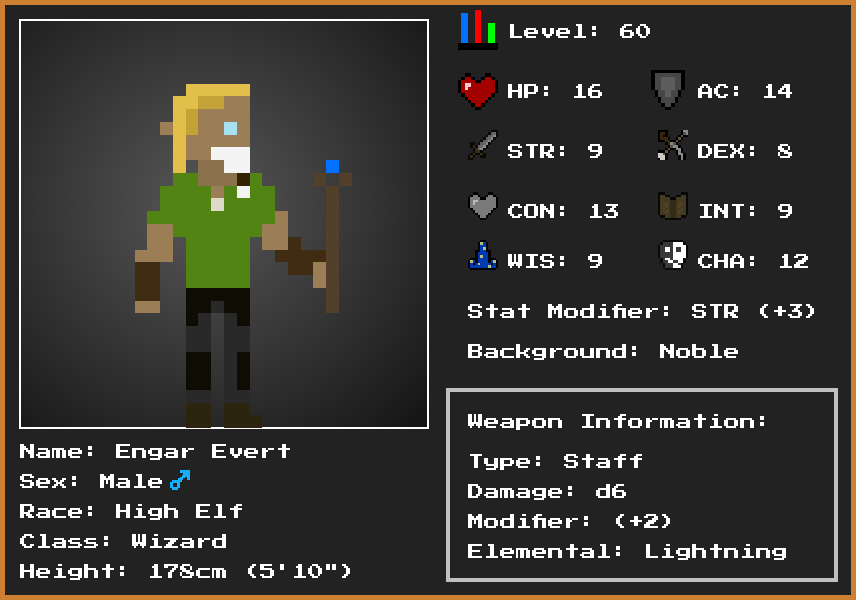 Level: 60
HP: 16 AC: 14
STR: 9 DEX: 8
CON: 13 INT: 9
WIS: 9 CHA: 12
Stat Modifier: STR (+3)
Background: Noble
Weapon Information:
Type: Staff
Damage: d6
Modifier: (+2)
Elemental: Lightning
Name: Engar Evert
Sex: Male♂
Race: High Elf
Class: Wizard
Height: 178cm (5'10")